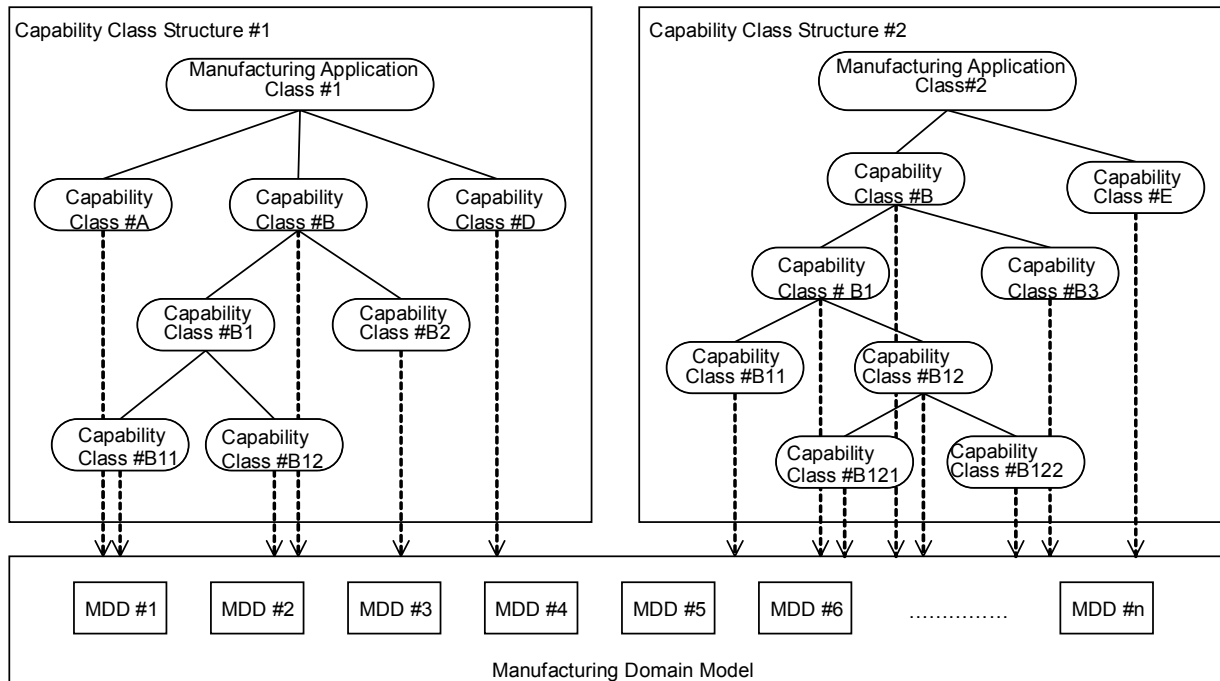 Capability Class Structure #1
Manufacturing Application
Class #1
Capability
Class #A
Capability
Class #B
Capability
Class #D
Capability
Class #B1
Capability
Class #B2
Capability
Class #B11
Capability
Class #B12
Capability Class Structure #2
Manufacturing Application
Class#2
Capability
Class #B
Capability
Class #E
Capability
Class # B1
Capability
Class #B3
Capability
Class #B11
Capability
Class #B12
Capability
Class #B121
Capability
Class #B122
MDD #1
MDD #2
MDD #3
MDD #4
MDD #5
MDD #6
……………
MDD #n
Manufacturing Domain Model